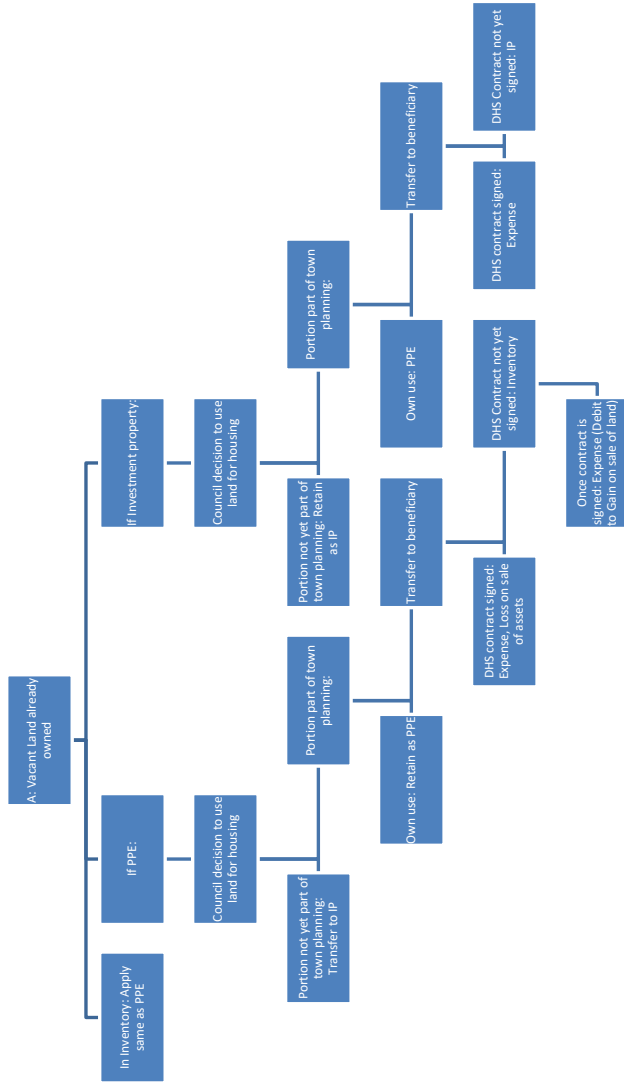 A: Vacant Land already
owned
In Inventory: Apply
same as PPE
If PPE:
If Investment property:
Council decision to use
land for housing
Council decision to use
land for housing
Portion not yet part of
town planning:
Transfer to IP
Portion part of town
planning:
Portion not yet part of
town planning: Retain
as IP
Portion part of town
planning:
Own use: Retain as PPE
Transfer to beneficiary
Own use: PPE
Transfer to beneficiary
DHS contract signed:
Expense, Loss on sale
of assets
DHS Contract not yet
signed: Inventory
DHS contract signed:
Expense
DHS Contract not yet
signed: IP
Once contract is
signed: Expense (Debit
to Gain on sale of land)